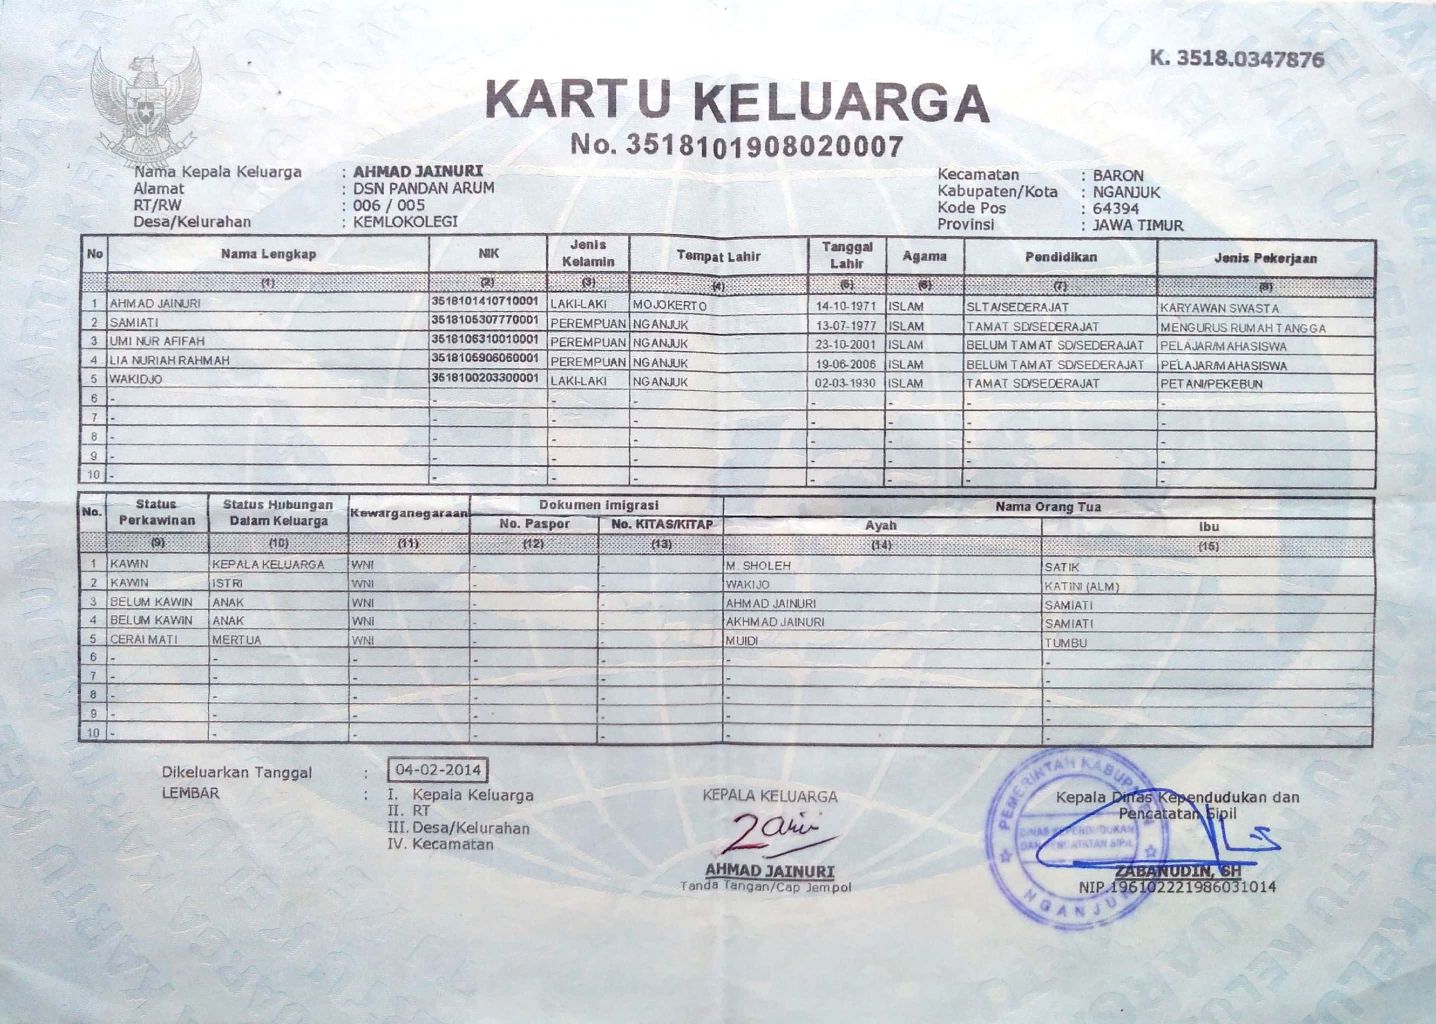 K. 3518.0347876
KARTU KELUARGA
No. 3518101908020007
Nama Kepala Keluarga : AHMAD JAINURI
Alamat : DSN PANDAN ARUM
RT/RW : 006 / 005
Desa/Kelurahan : KEMLOKOLEGI
Kecamatan : BARON
Kabupaten/Kota : NGANJUK
Kode Pos : 64394
Provinsi : JAWA TIMUR
No Nama Lengkap NIK Jenis Kelamin Tempat Lahir Tanggal Lahir Agama Pendidikan Jenis Pekerjaan
(1) (2) (3) (4) (5) (6) (7) (8)
1 AHMAD JAINURI 3518101410710001 LAKI-LAKI MOJOKERTO 14-10-1971 ISLAM SLTA/SEDERAJAT KARYAWAN SWASTA
2 SAMIATI 3518105307770001 PEREMPUAN NGANJUK 13-07-1977 ISLAM TAMAT SD/SEDERAJAT MENGURUS RUMAH TANGGA
3 UMI NUR AFIFAH 3518106310010001 PEREMPUAN NGANJUK 23-10-2001 ISLAM BELUM TAMAT SD/SEDERAJAT PELAJAR/MAHASISWA
4 LIA NURIAH RAHMAH 3518105906060001 PEREMPUAN NGANJUK 19-06-2006 ISLAM BELUM TAMAT SD/SEDERAJAT PELAJAR/MAHASISWA
5 WAKIDJO 3518100203300001 LAKI-LAKI NGANJUK 02-03-1930 ISLAM TAMAT SD/SEDERAJAT PETANI/PEKEBUN
6 - - - - - - - -
7 - - - - - - - -
8 - - - - - - - -
9 - - - - - - - -
10 - - - - - - - -
No. Status Perkawinan Status Hubungan Dalam Keluarga Kewarganegaraan Dokumen imigrasi Nama Orang Tua
No. Paspor No. KITAS/KITAP Ayah Ibu
(9) (10) (11) (12) (13) (14) (15)
1 KAWIN KEPALA KELUARGA WNI - - M. SHOLEH SATIK
2 KAWIN ISTRI WNI - - WAKIJO KATINI (ALM)
3 BELUM KAWIN ANAK WNI - - AHMAD JAINURI SAMIATI
4 BELUM KAWIN ANAK WNI - - AKHMAD JAINURI SAMIATI
5 CERAI MATI MERTUA WNI - - MUIDI TUMBU
6 - - - - - - -
7 - - - - - - -
8 - - - - - - -
9 - - - - - - -
10 - - - - - - -
Dikeluarkan Tanggal : 04-02-2014
LEMBAR : I. Kepala Keluarga
II. RT
III. Desa/Kelurahan
IV. Kecamatan
KEPALA KELUARGA
AHMAD JAINURI
Tanda Tangan/Cap Jempol
Kepala Dinas Kependudukan dan
Pencatatan Sipil
PEMERINTAH KABUPATEN
DINAS KEPENDUDUKAN
DAN PENCATATAN SIPIL
NGANJUK
ZABANUDIN, SH
NIP.196102221986031014